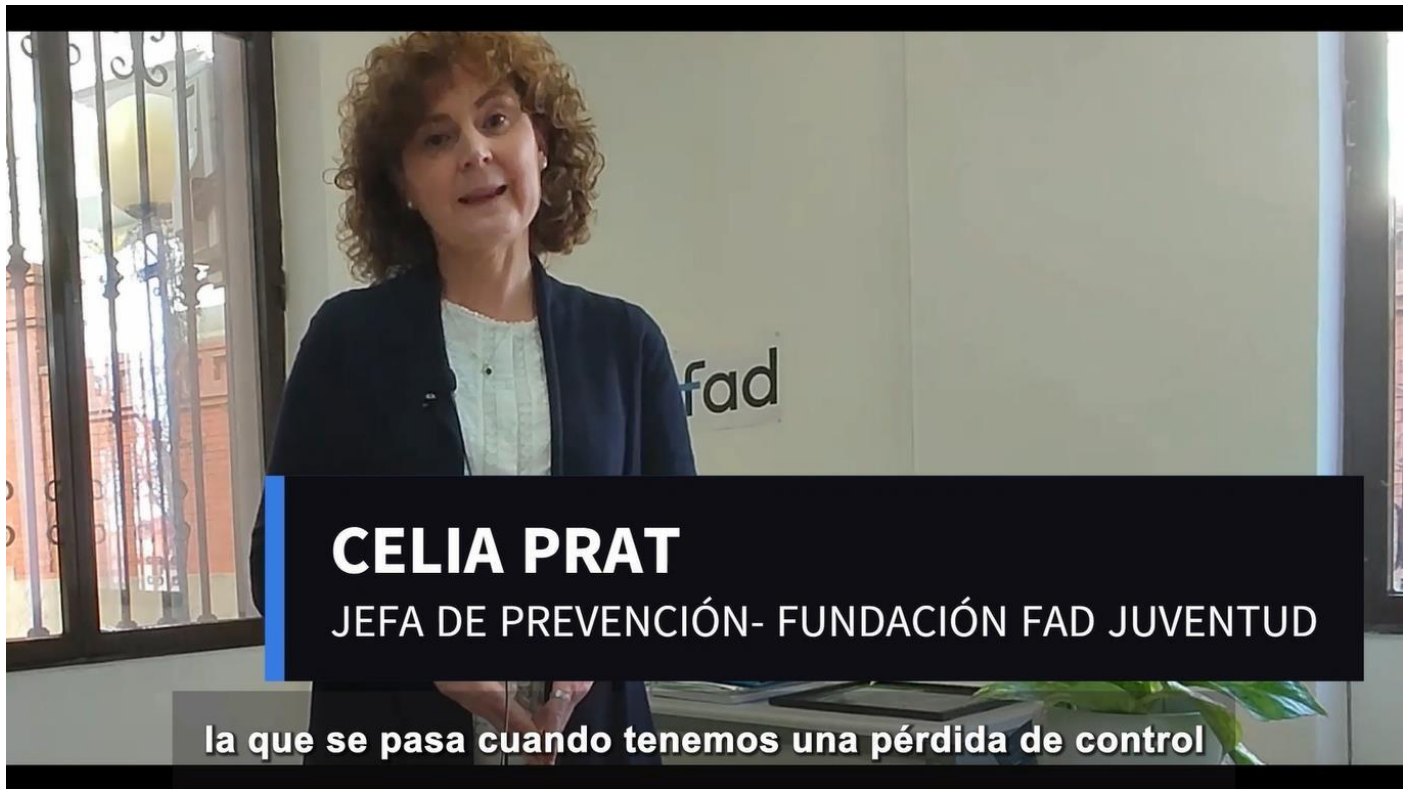 fad
CELIA PRAT
JEFA DE PREVENCIÓN- FUNDACIÓN FAD JUVENTUD
la que se pasa cuando tenemos una pérdida de control